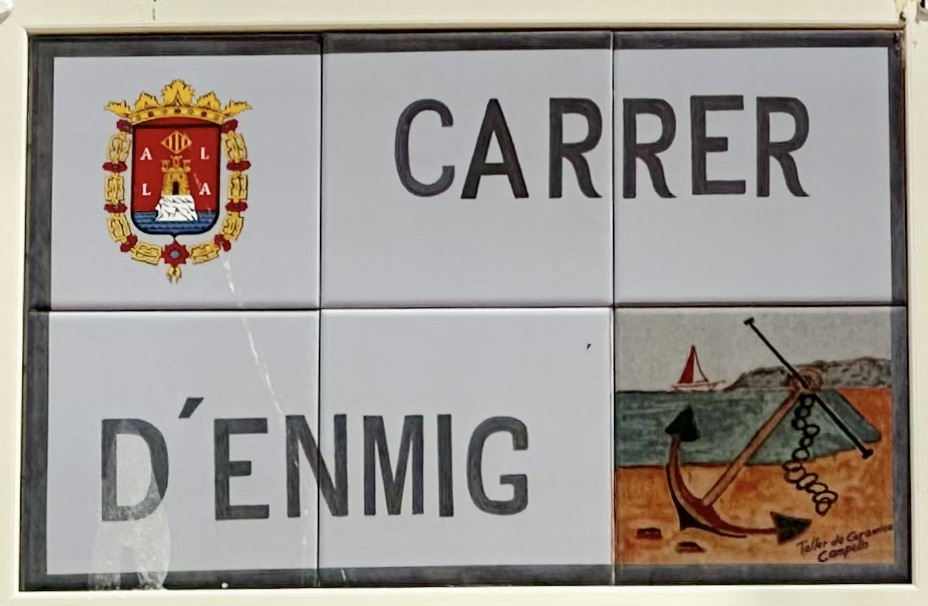 A L
L A
CARRER
D´ENMIG
Taller de Ceramica
Campello